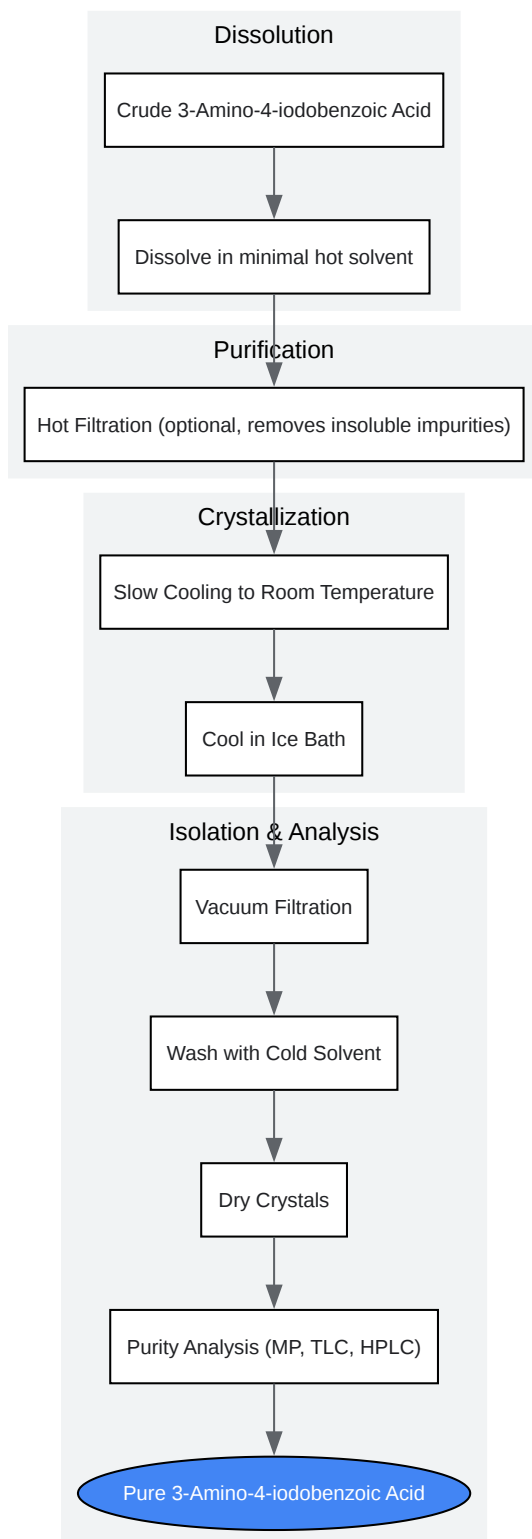 Dissolution
Crude 3-Amino-4-iodobenzoic Acid
Dissolve in minimal hot solvent
Purification
Hot Filtration (optional, removes insoluble impurities)
Crystallization
Slow Cooling to Room Temperature
Cool in Ice Bath
Isolation & Analysis
Vacuum Filtration
Wash with Cold Solvent
Dry Crystals
Purity Analysis (MP, TLC, HPLC)
Pure 3-Amino-4-iodobenzoic Acid